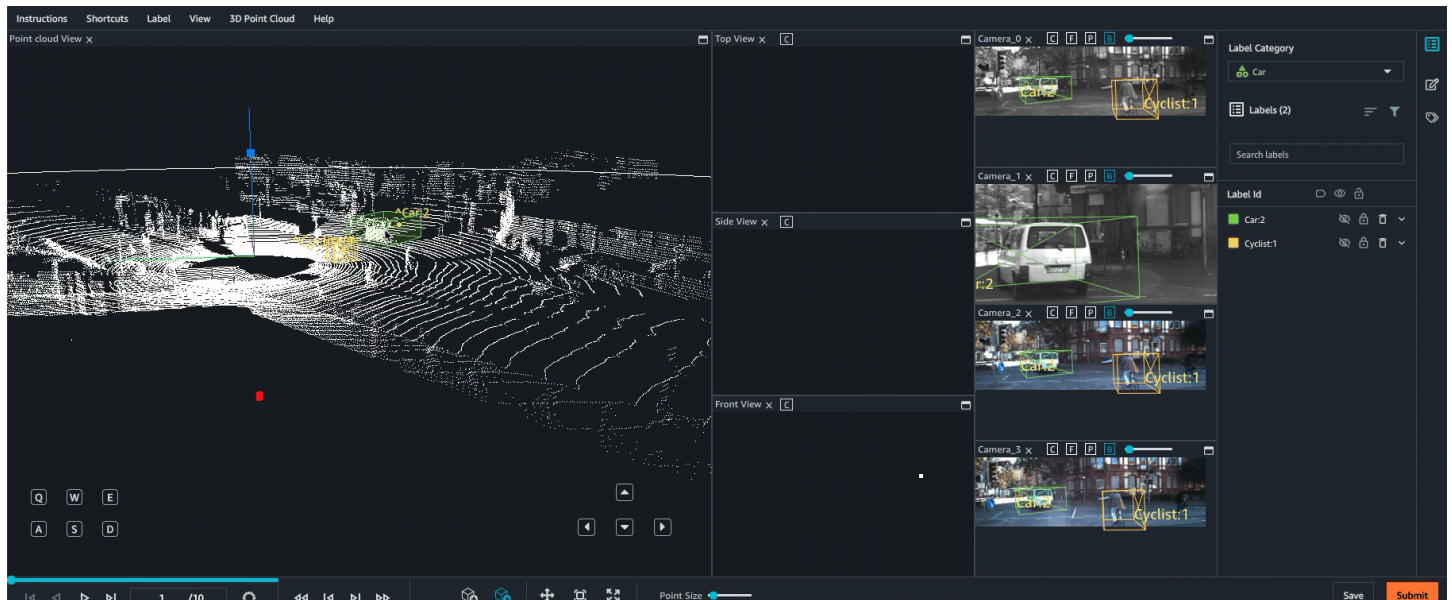 Instructions Shortcuts Label View 3D Point Cloud Help
Point cloud View
^Car:2
Q W E
A S D
Top View C
Side View C
Front View C
Camera_0 C F P B
Car:2
Cyclist:1
Camera_1 C F P B
r:2
Camera_2 C F P B
Car:2
Cyclist:1
Camera_3 C F P B
Car:2
Cyclist:1
Label Category
Car
Labels (2)
Search labels
Label Id
Car:2
Cyclist:1
1 /10
Point Size
Save
Submit